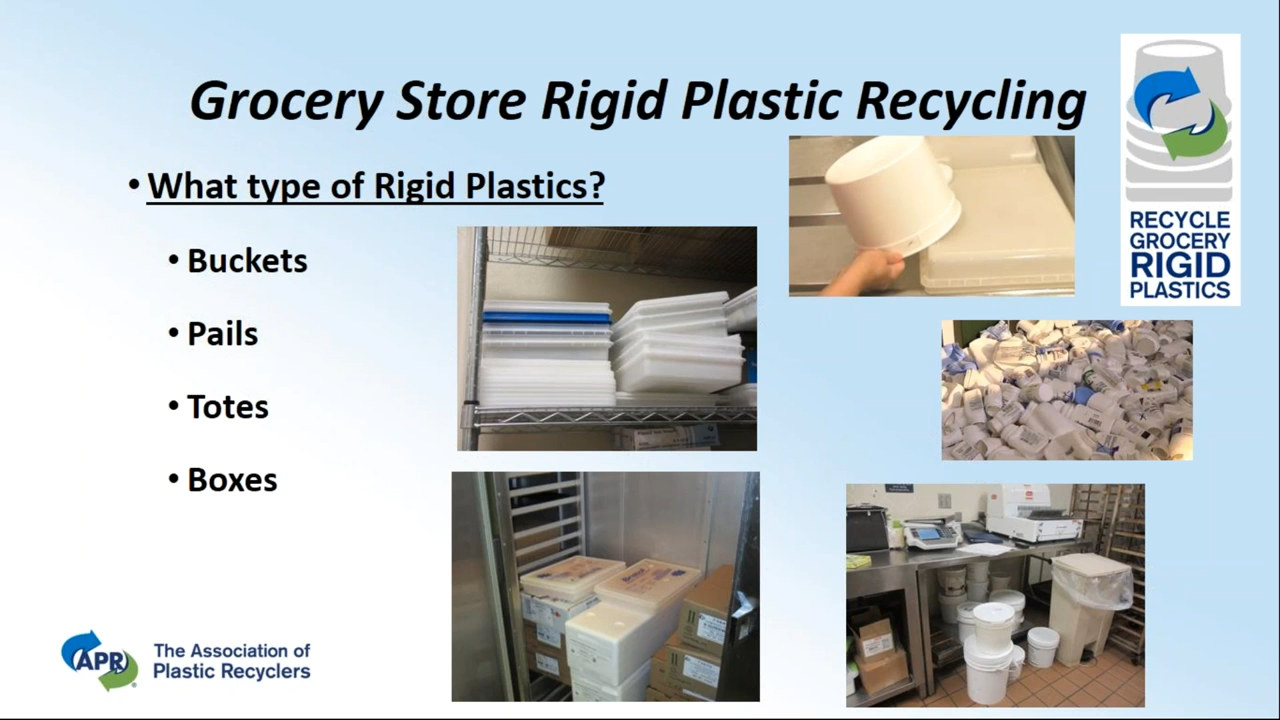 Grocery Store Rigid Plastic Recycling
• What type of Rigid Plastics?
• Buckets
• Pails
• Totes
• Boxes
RECYCLE
GROCERY
RIGID
PLASTICS
APR
The Association of
Plastic Recyclers